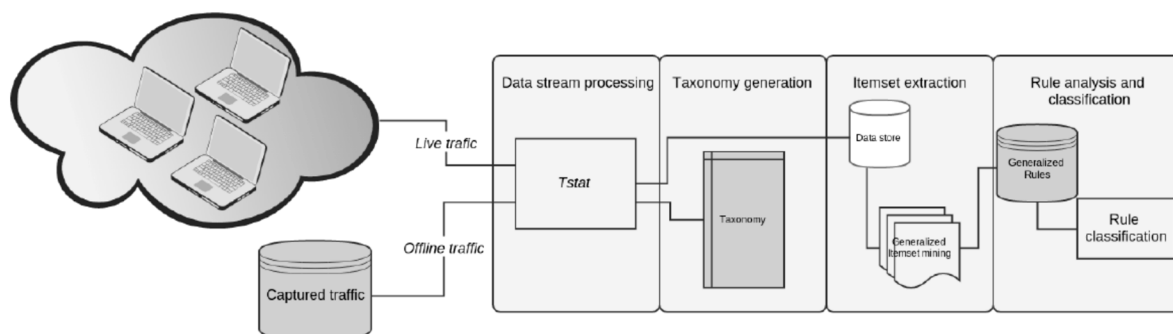 Data stream processing
Taxonomy generation
Itemset extraction
Rule analysis and
classification
Live trafic
Tstat
Data store
Generalized
Rules
Taxonomy
Offline traffic
Generalized
Itemset mining
Rule
classification
Captured traffic